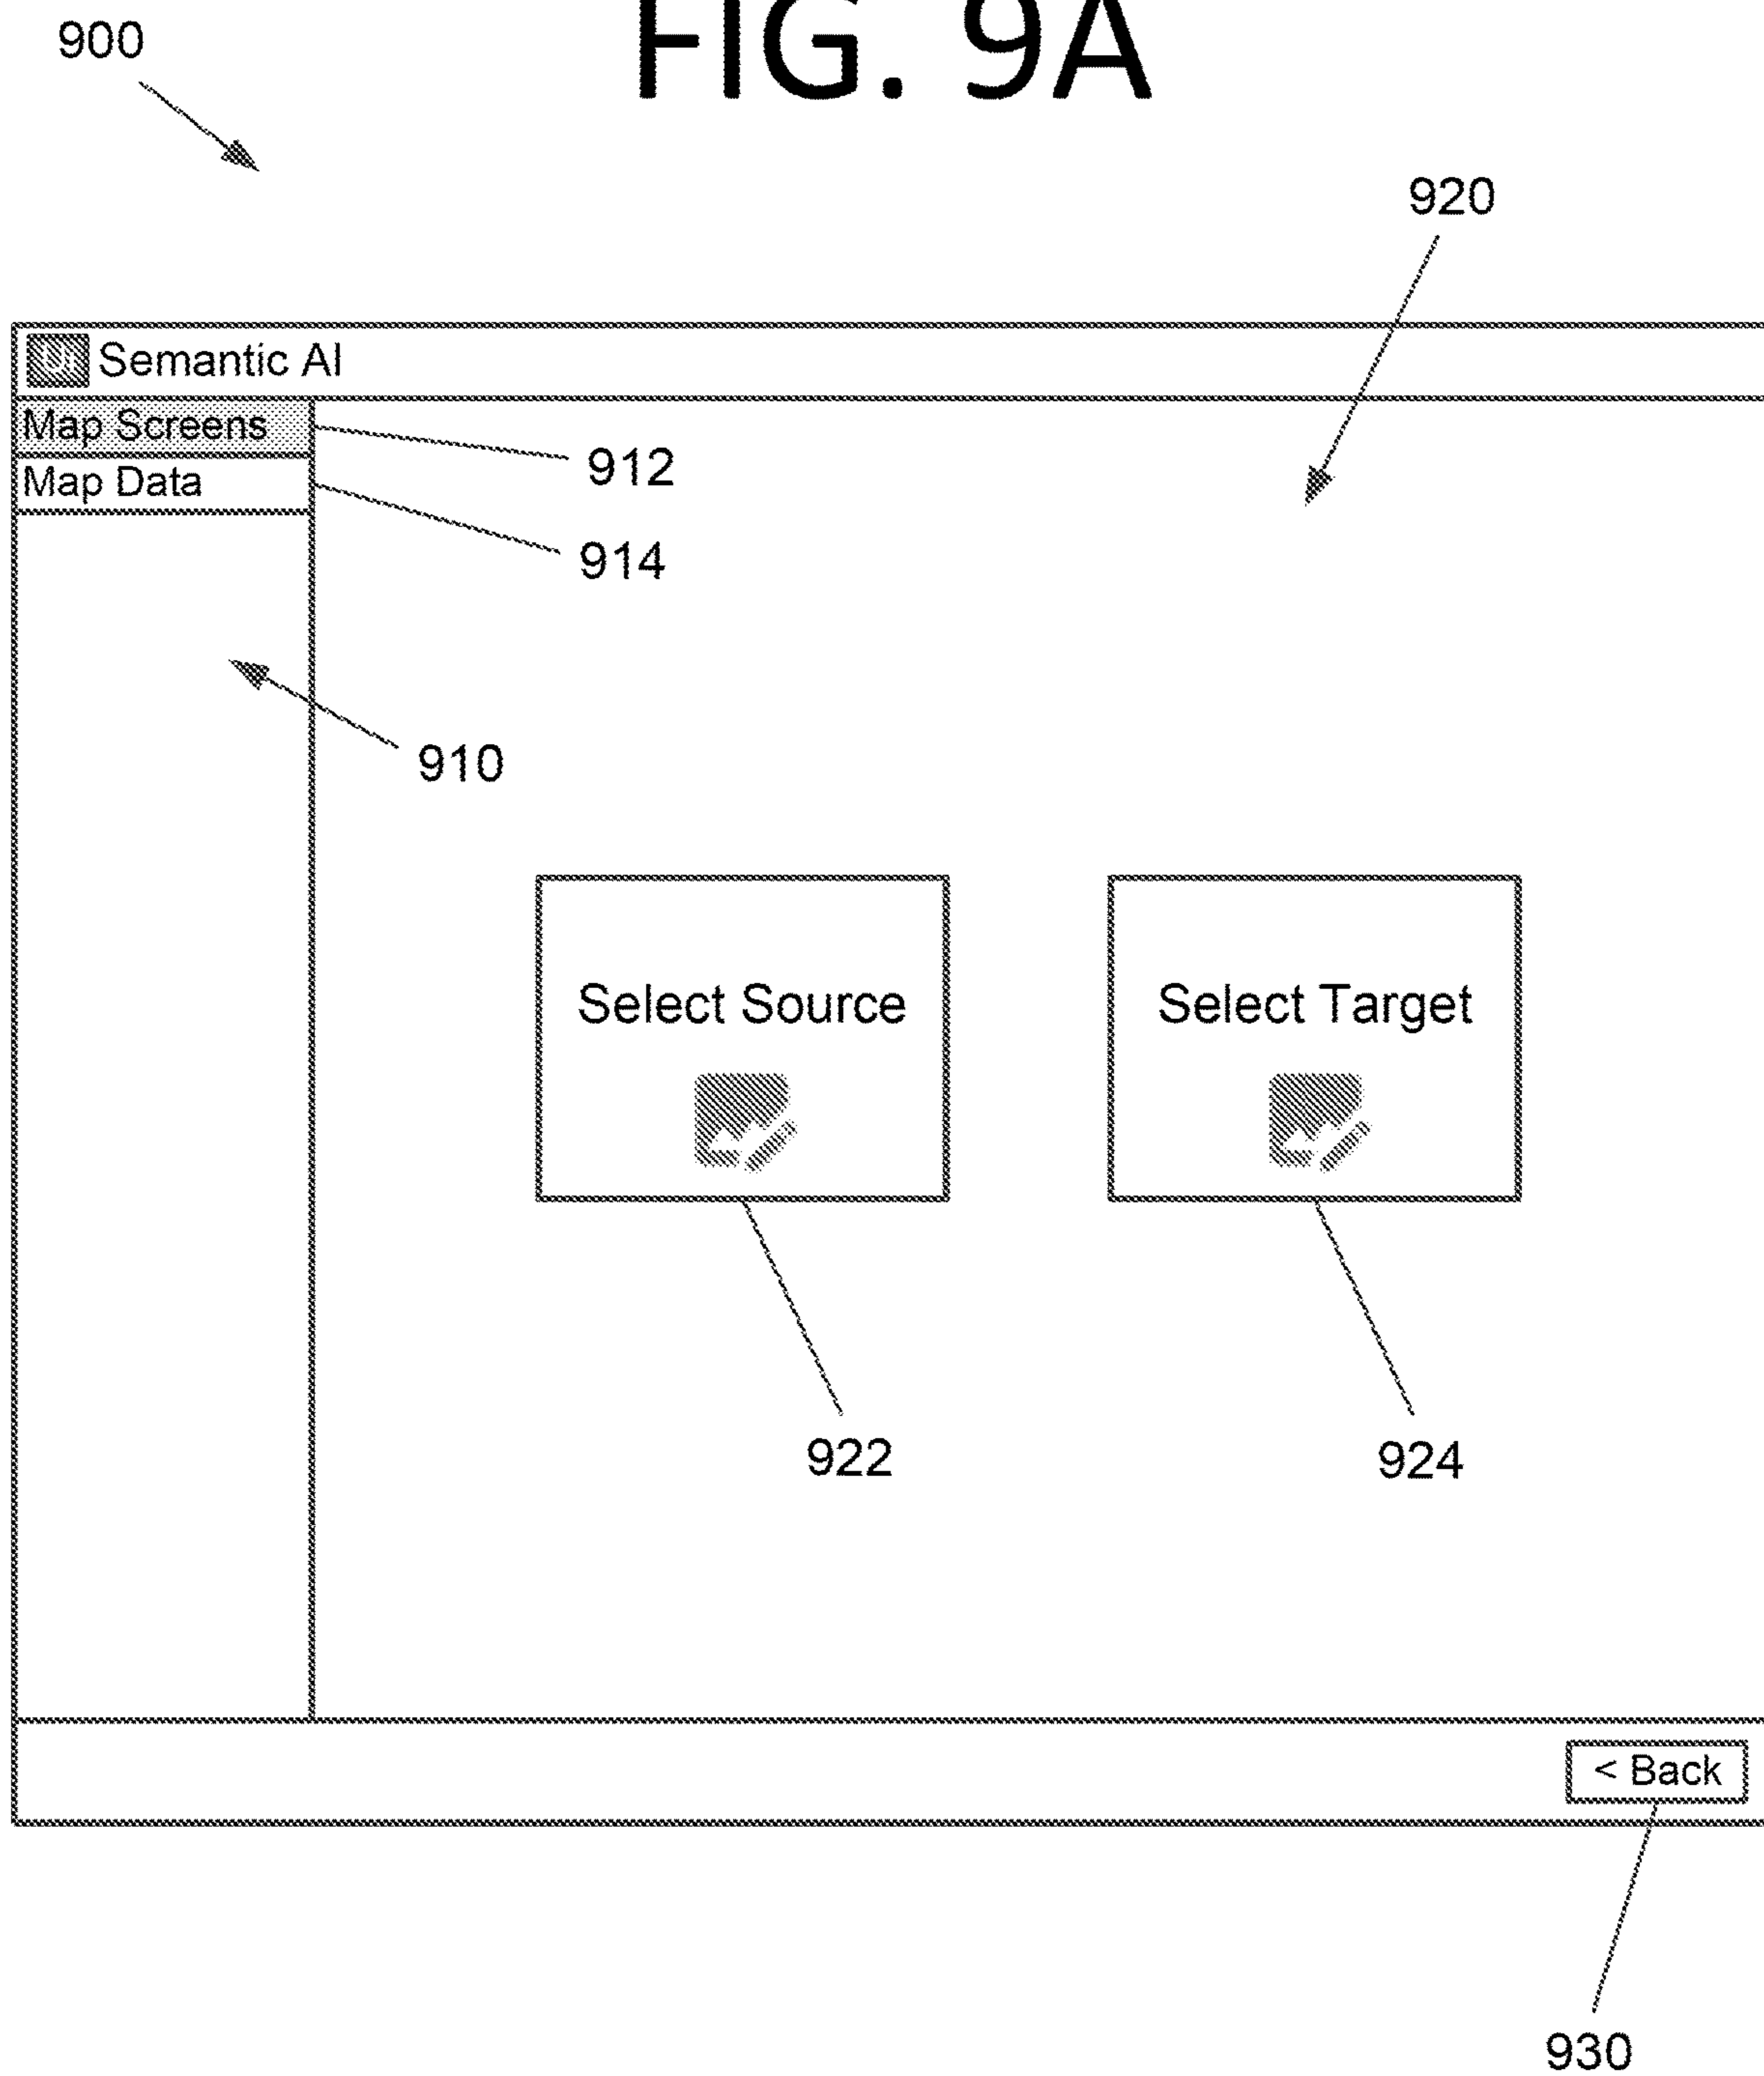 FIG. 9A
900
920
Ui Semantic AI
Map Screens
912
Map Data
914
910
Select Source
Select Target
922
924
< Back
930